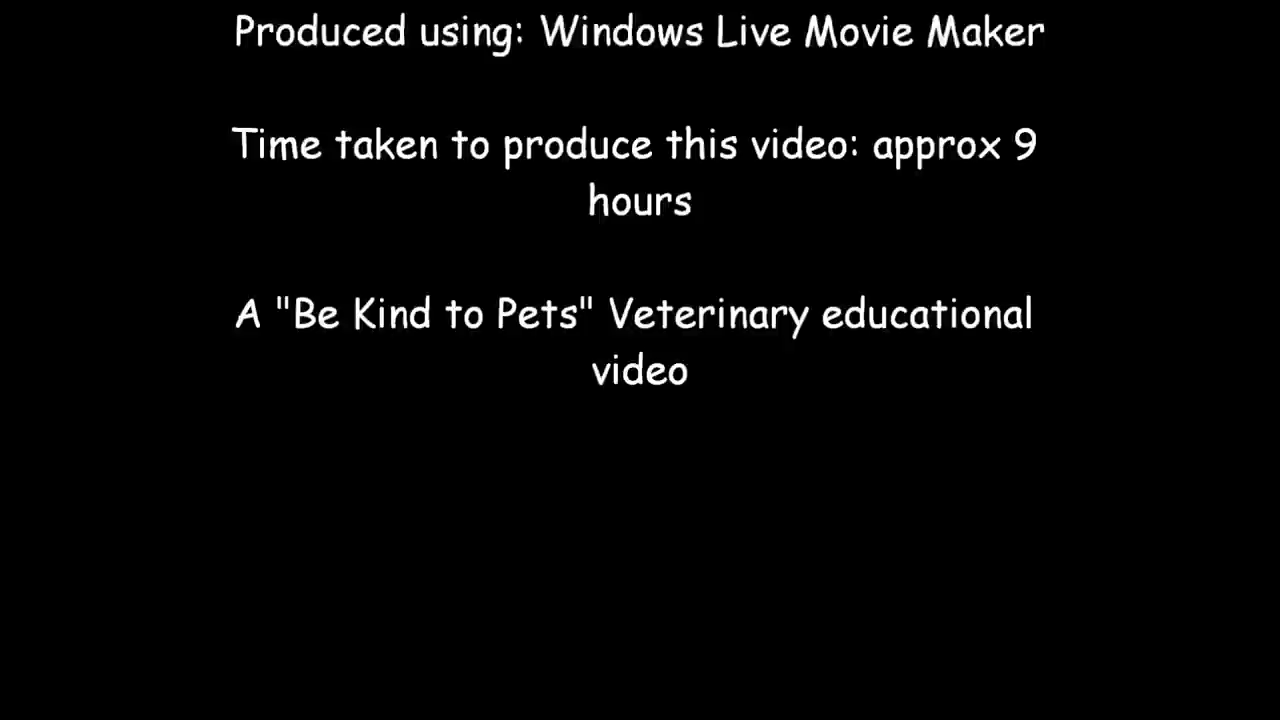 Produced using: Windows Live Movie Maker
Time taken to produce this video: approx 9
hours
A "Be Kind to Pets" Veterinary educational
video